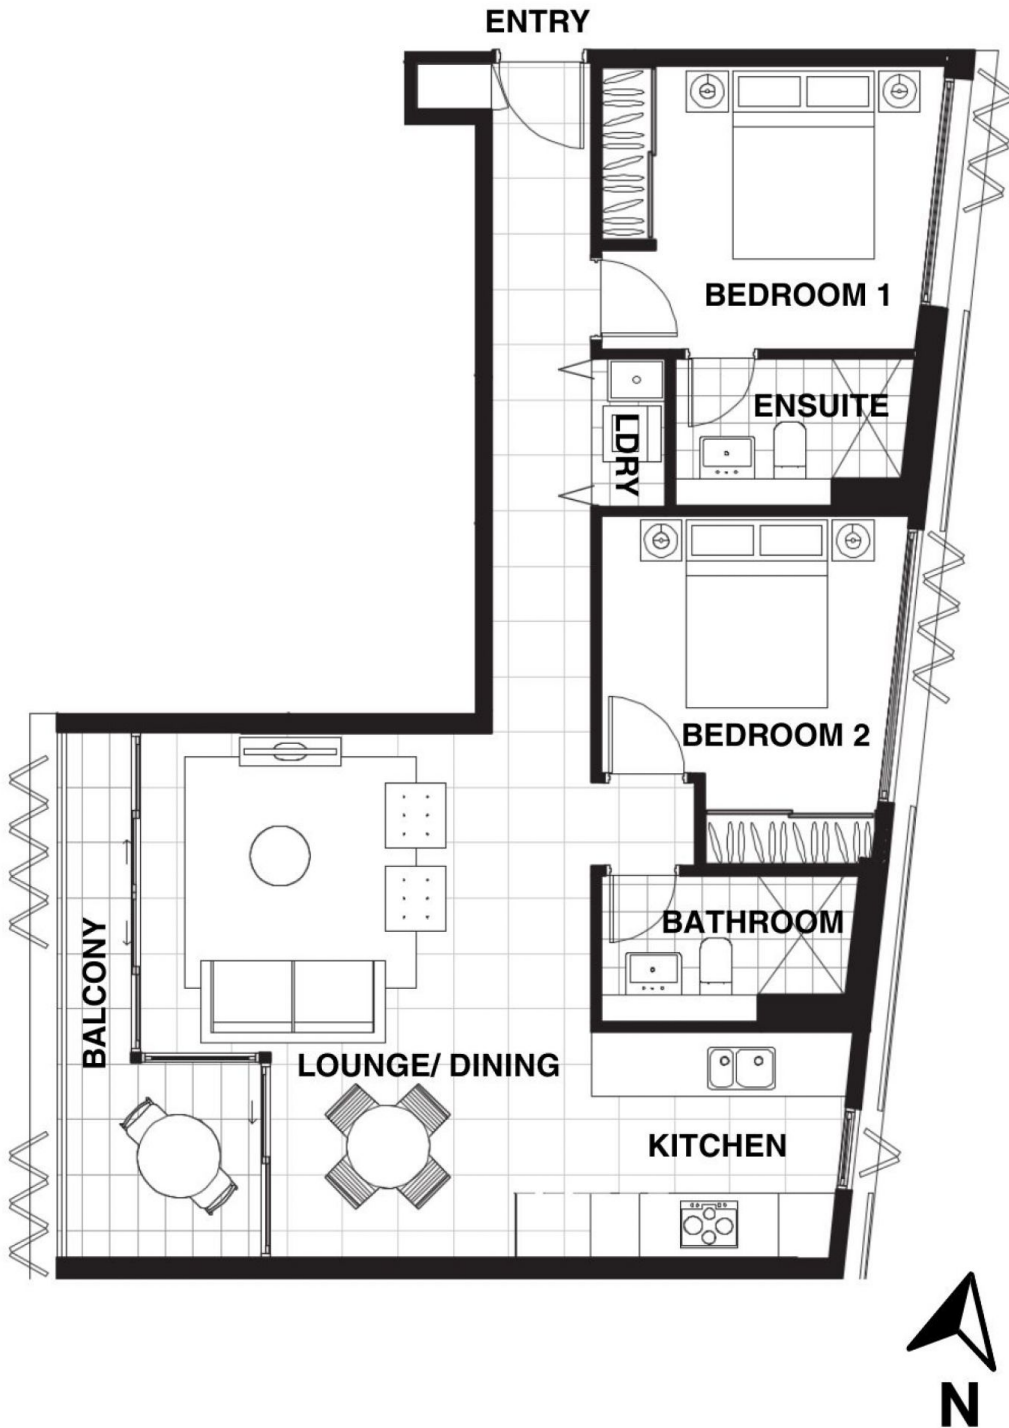 ENTRY
BEDROOM 1
ENSUITE
LDRY
BEDROOM 2
BATHROOM
BALCONY
LOUNGE/ DINING
KITCHEN
N